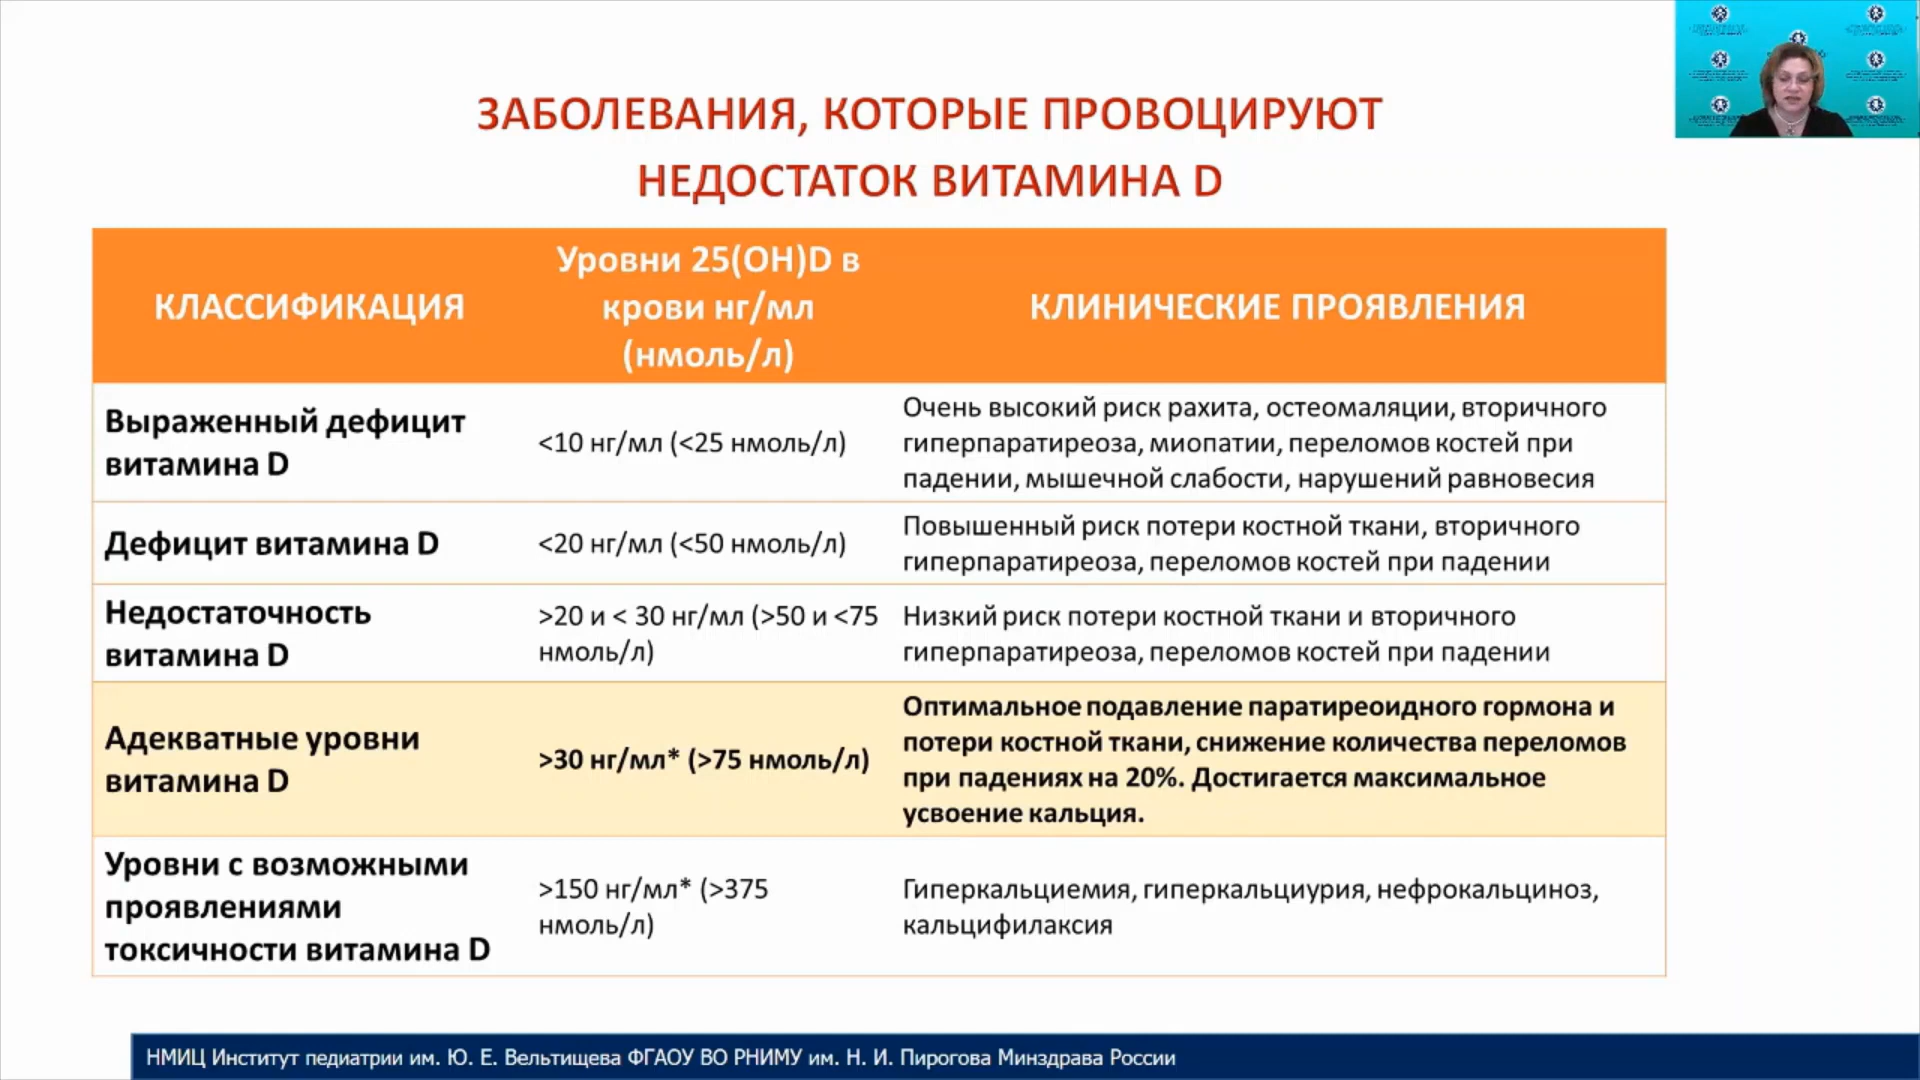 ЗАБОЛЕВАНИЯ, КОТОРЫЕ ПРОВОЦИРУЮТ
НЕДОСТАТОК ВИТАМИНА D
КЛАССИФИКАЦИЯ
Уровни 25(OH)D в
крови нг/мл
(нмоль/л)
КЛИНИЧЕСКИЕ ПРОЯВЛЕНИЯ
Выраженный дефицит
витамина D
<10 нг/мл (<25 нмоль/л)
Очень высокий риск рахита, остеомаляции, вторичного
гиперпаратиреоза, миопатии, переломов костей при
падении, мышечной слабости, нарушений равновесия
Дефицит витамина D
<20 нг/мл (<50 нмоль/л)
Повышенный риск потери костной ткани, вторичного
гиперпаратиреоза, переломов костей при падении
Недостаточность
витамина D
>20 и < 30 нг/мл (>50 и <75
нмоль/л)
Низкий риск потери костной ткани и вторичного
гиперпаратиреоза, переломов костей при падении
Адекватные уровни
витамина D
>30 нг/мл* (>75 нмоль/л)
Оптимальное подавление паратиреоидного гормона и
потери костной ткани, снижение количества переломов
при падениях на 20%. Достигается максимальное
усвоение кальция.
Уровни с возможными
проявлениями
токсичности витамина D
>150 нг/мл* (>375
нмоль/л)
Гиперкальциемия, гиперкальциурия, нефрокальциноз,
кальцифилаксия
НМИЦ Институт педиатрии им. Ю. Е. Вельтищева ФГАОУ ВО РНИМУ им. Н. И. Пирогова Минздрава России